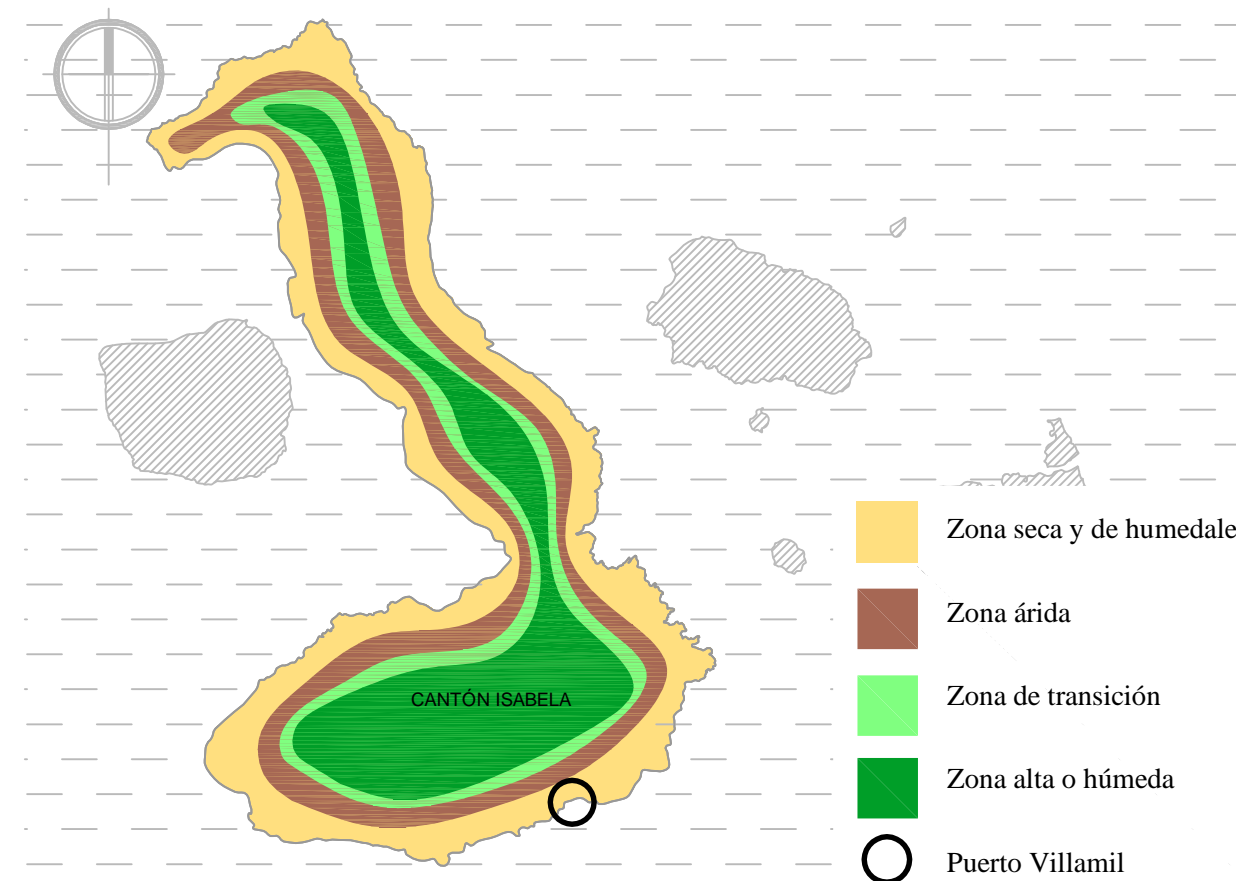 CANTÓN ISABELA
Zona seca y de humedale
Zona árida
Zona de transición
Zona alta o húmeda
Puerto Villamil